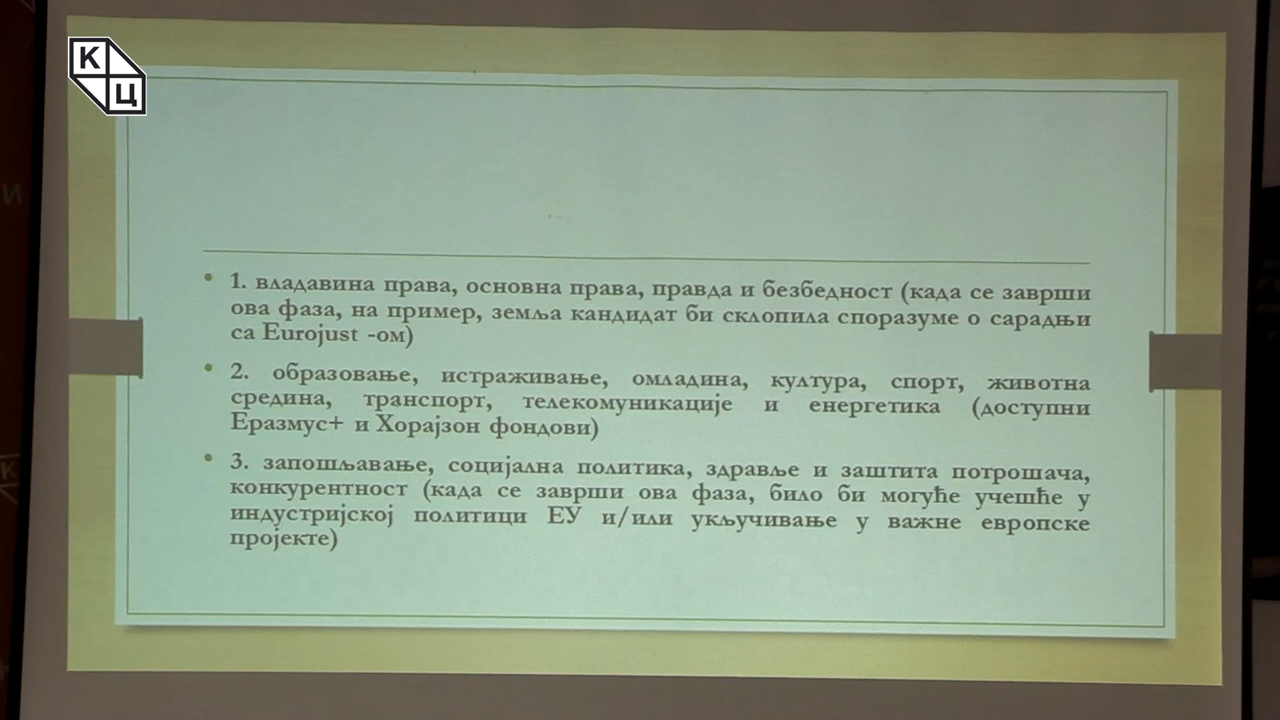 К
Ц
• 1. владавина права, основна права, правда и безбедност (када се заврши
ова фаза, на пример, земља кандидат би склопила споразуме о сарадњи
са Eurojust -ом)
• 2. образовање, истраживање, омладина, култура, спорт, животна
средина, транспорт, телекомуникације и енергетика (доступни
Еразмус+ и Хорајзон фондови)
• 3. запошљавање, социјална политика, здравље и заштита потрошача,
конкурентност (када се заврши ова фаза, било би могуће учешће у
индустријској политици ЕУ и/или укључивање у важне европске
пројекте)